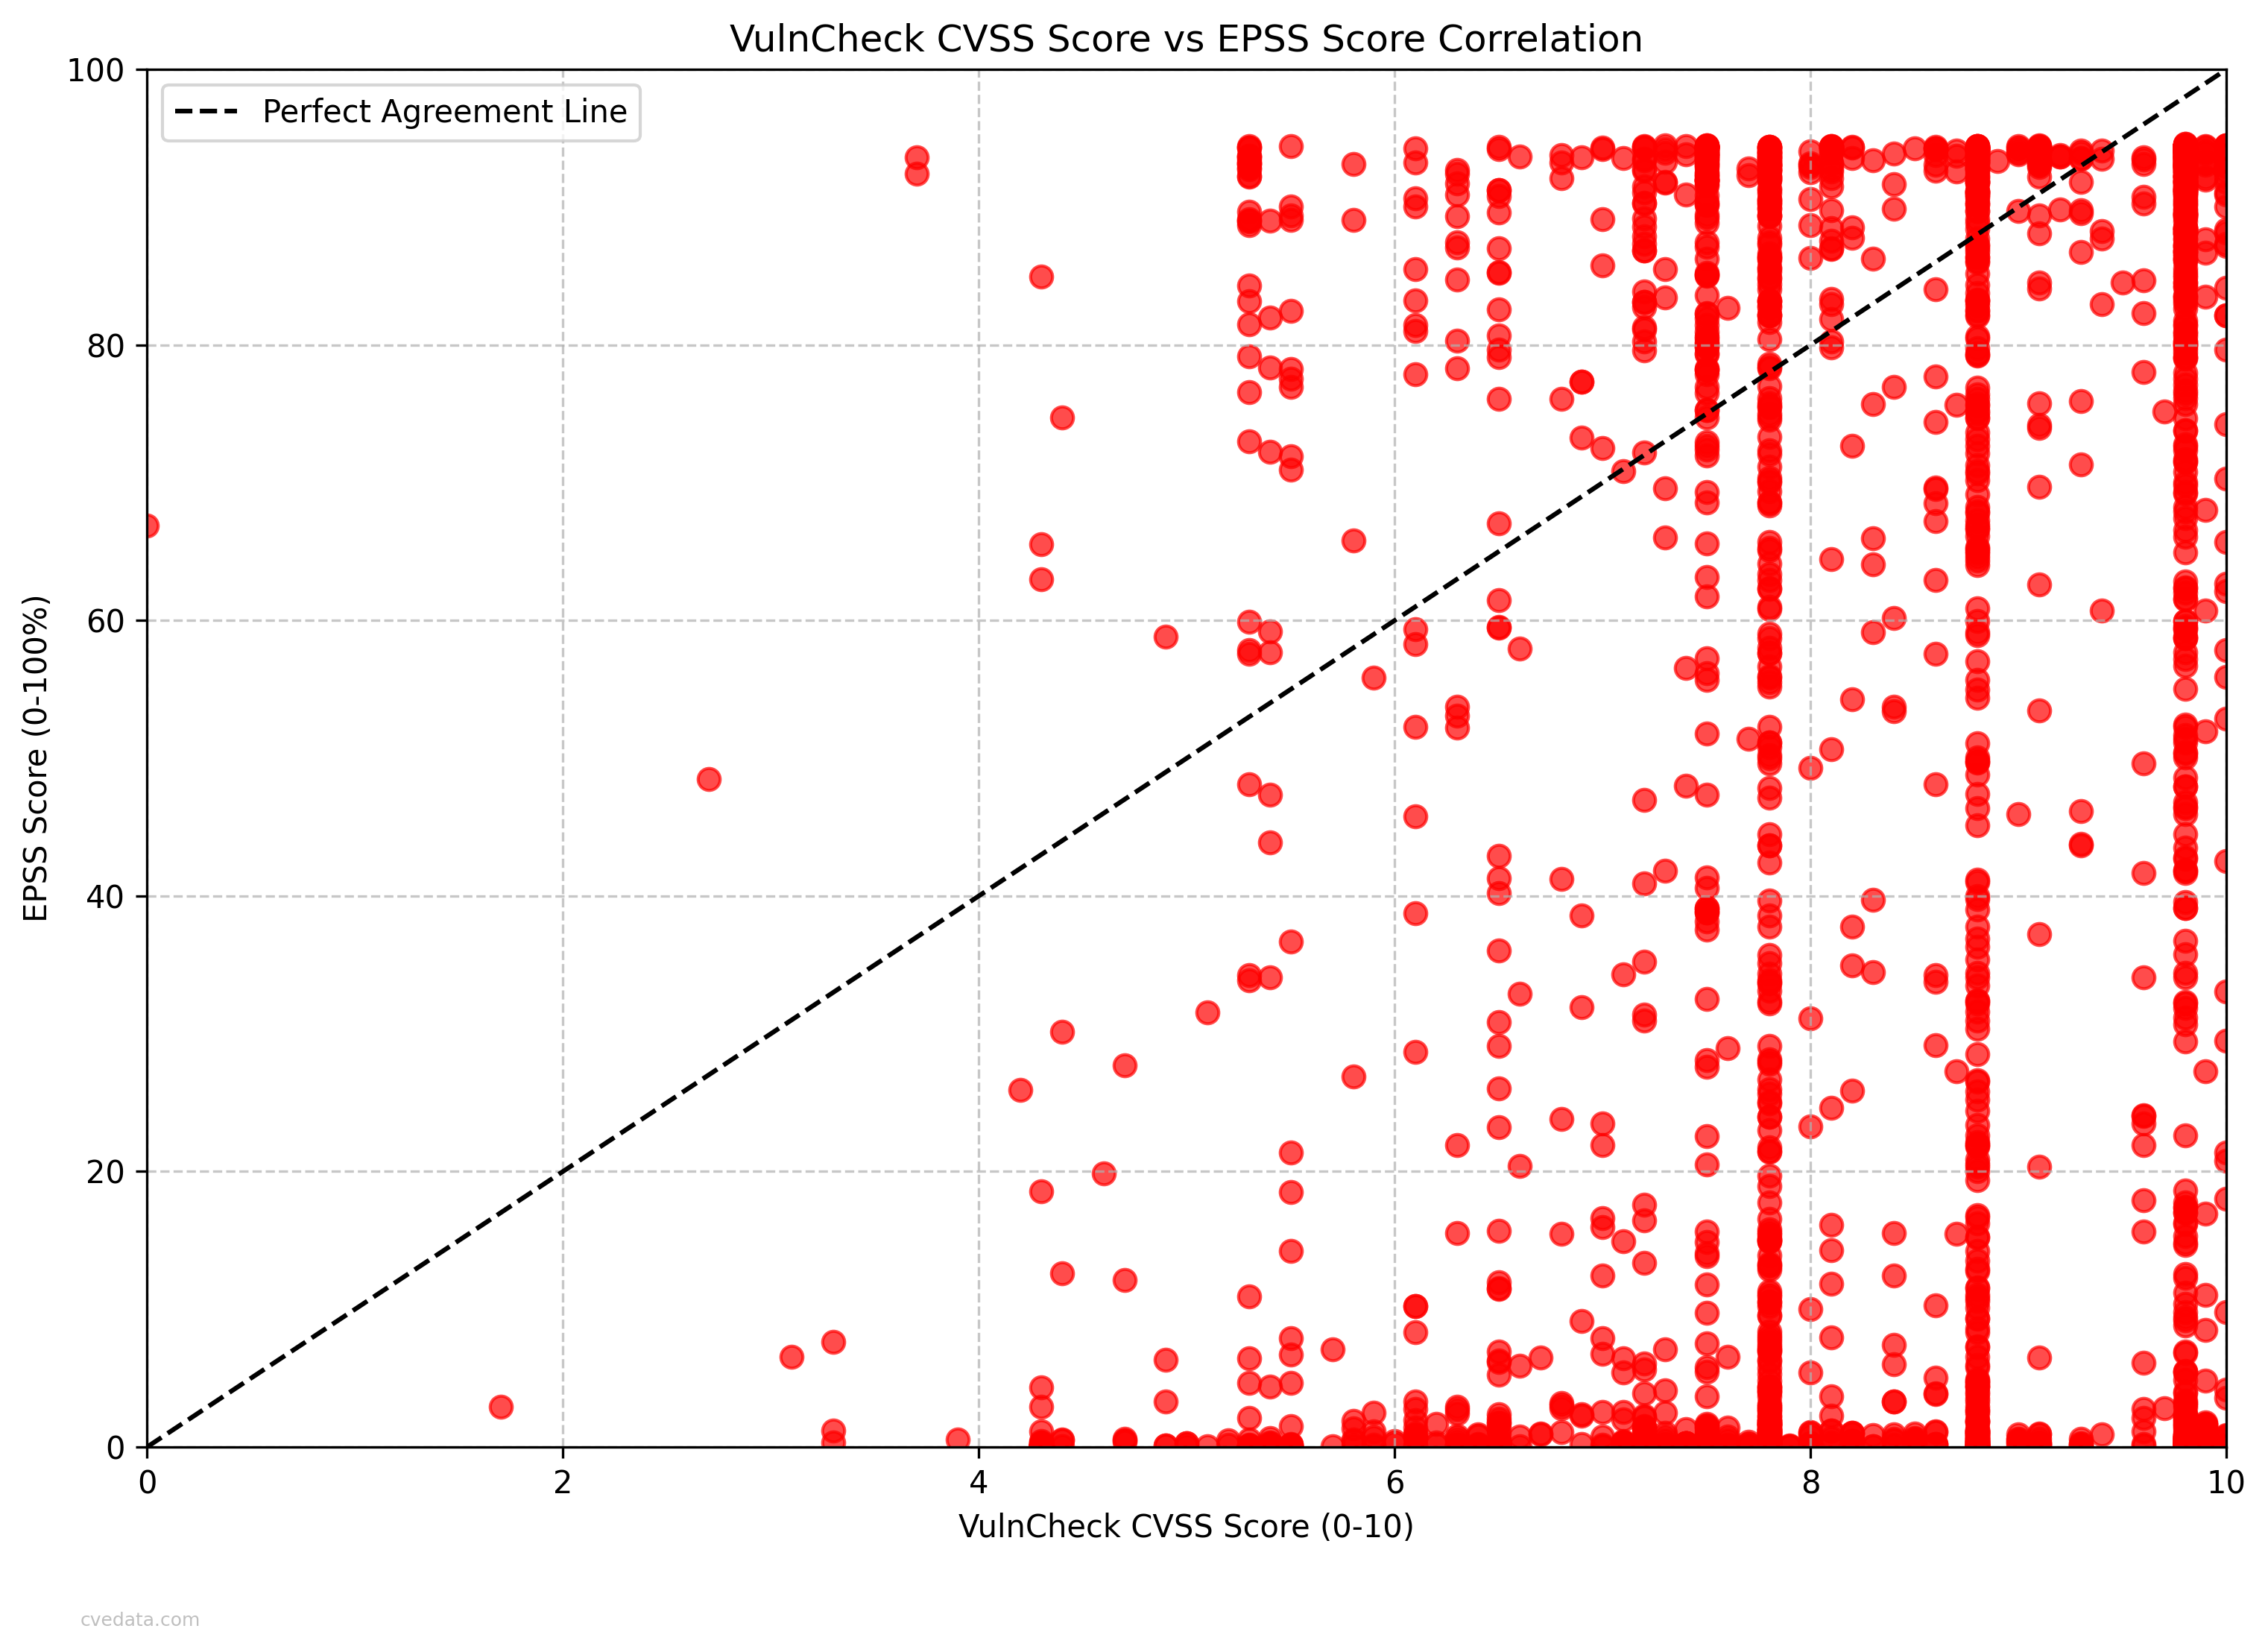 VulnCheck CVSS Score vs EPSS Score Correlation
Perfect Agreement Line
EPSS Score (0-100%)
100
80
60
40
20
0
0 2 4 6 8 10
VulnCheck CVSS Score (0-10)
cvedata.com